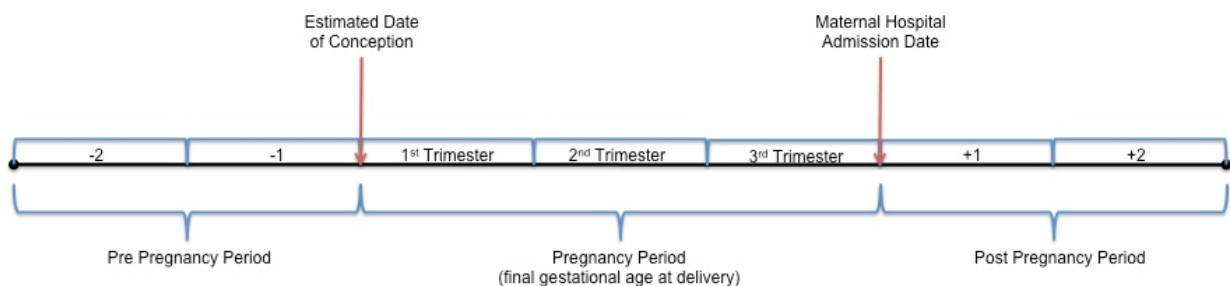 Estimated Date
of Conception
Maternal Hospital
Admission Date
-2
-1
1st Trimester
2nd Trimester
3rd Trimester
+1
+2
Pre Pregnancy Period
Pregnancy Period
(final gestational age at delivery)
Post Pregnancy Period